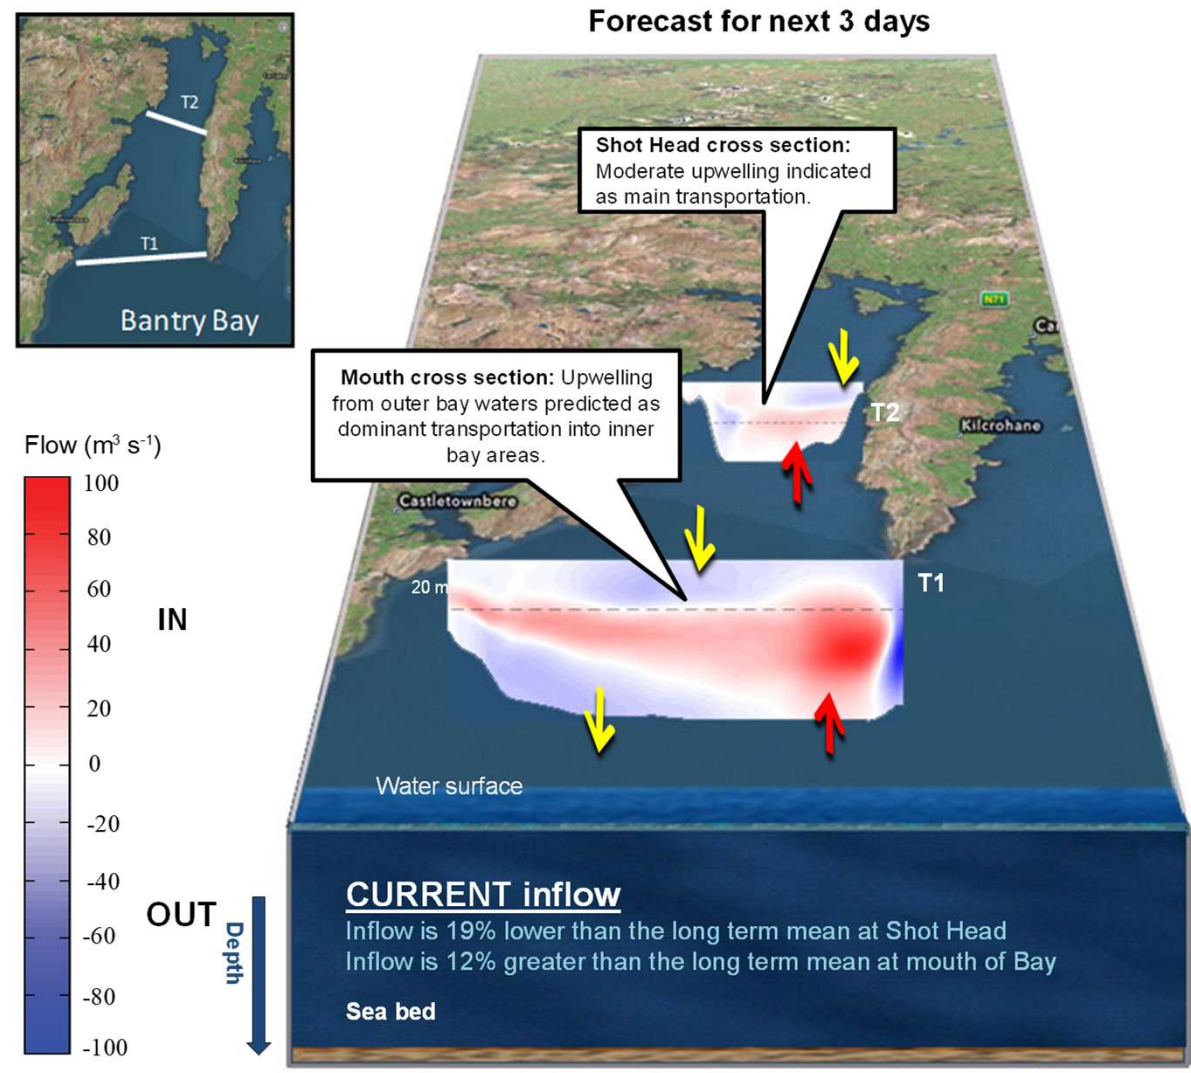 Forecast for next 3 days
T2
T1
Bantry Bay
Shot Head cross section:
Moderate upwelling indicated
as main transportation.
N71
Mouth cross section: Upwelling
from outer bay waters predicted as
dominant transportation into inner
bay areas.
T2
Kilcrohane
Castletownbere
20 m
T1
Flow (m³ s⁻¹)
100
80
60
40
20
0
-20
-40
-60
-80
-100
IN
OUT
Depth
Water surface
CURRENT inflow
Inflow is 19% lower than the long term mean at Shot Head
Inflow is 12% greater than the long term mean at mouth of Bay
Sea bed